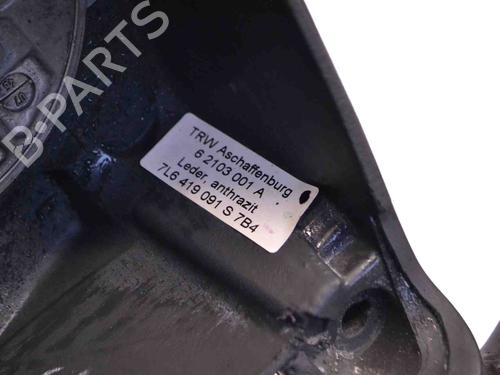 B-PARTS
TRW Aschaffenburg
6 2103 001 A
Leder, anthrazit
7L6 419 091 S 7B4